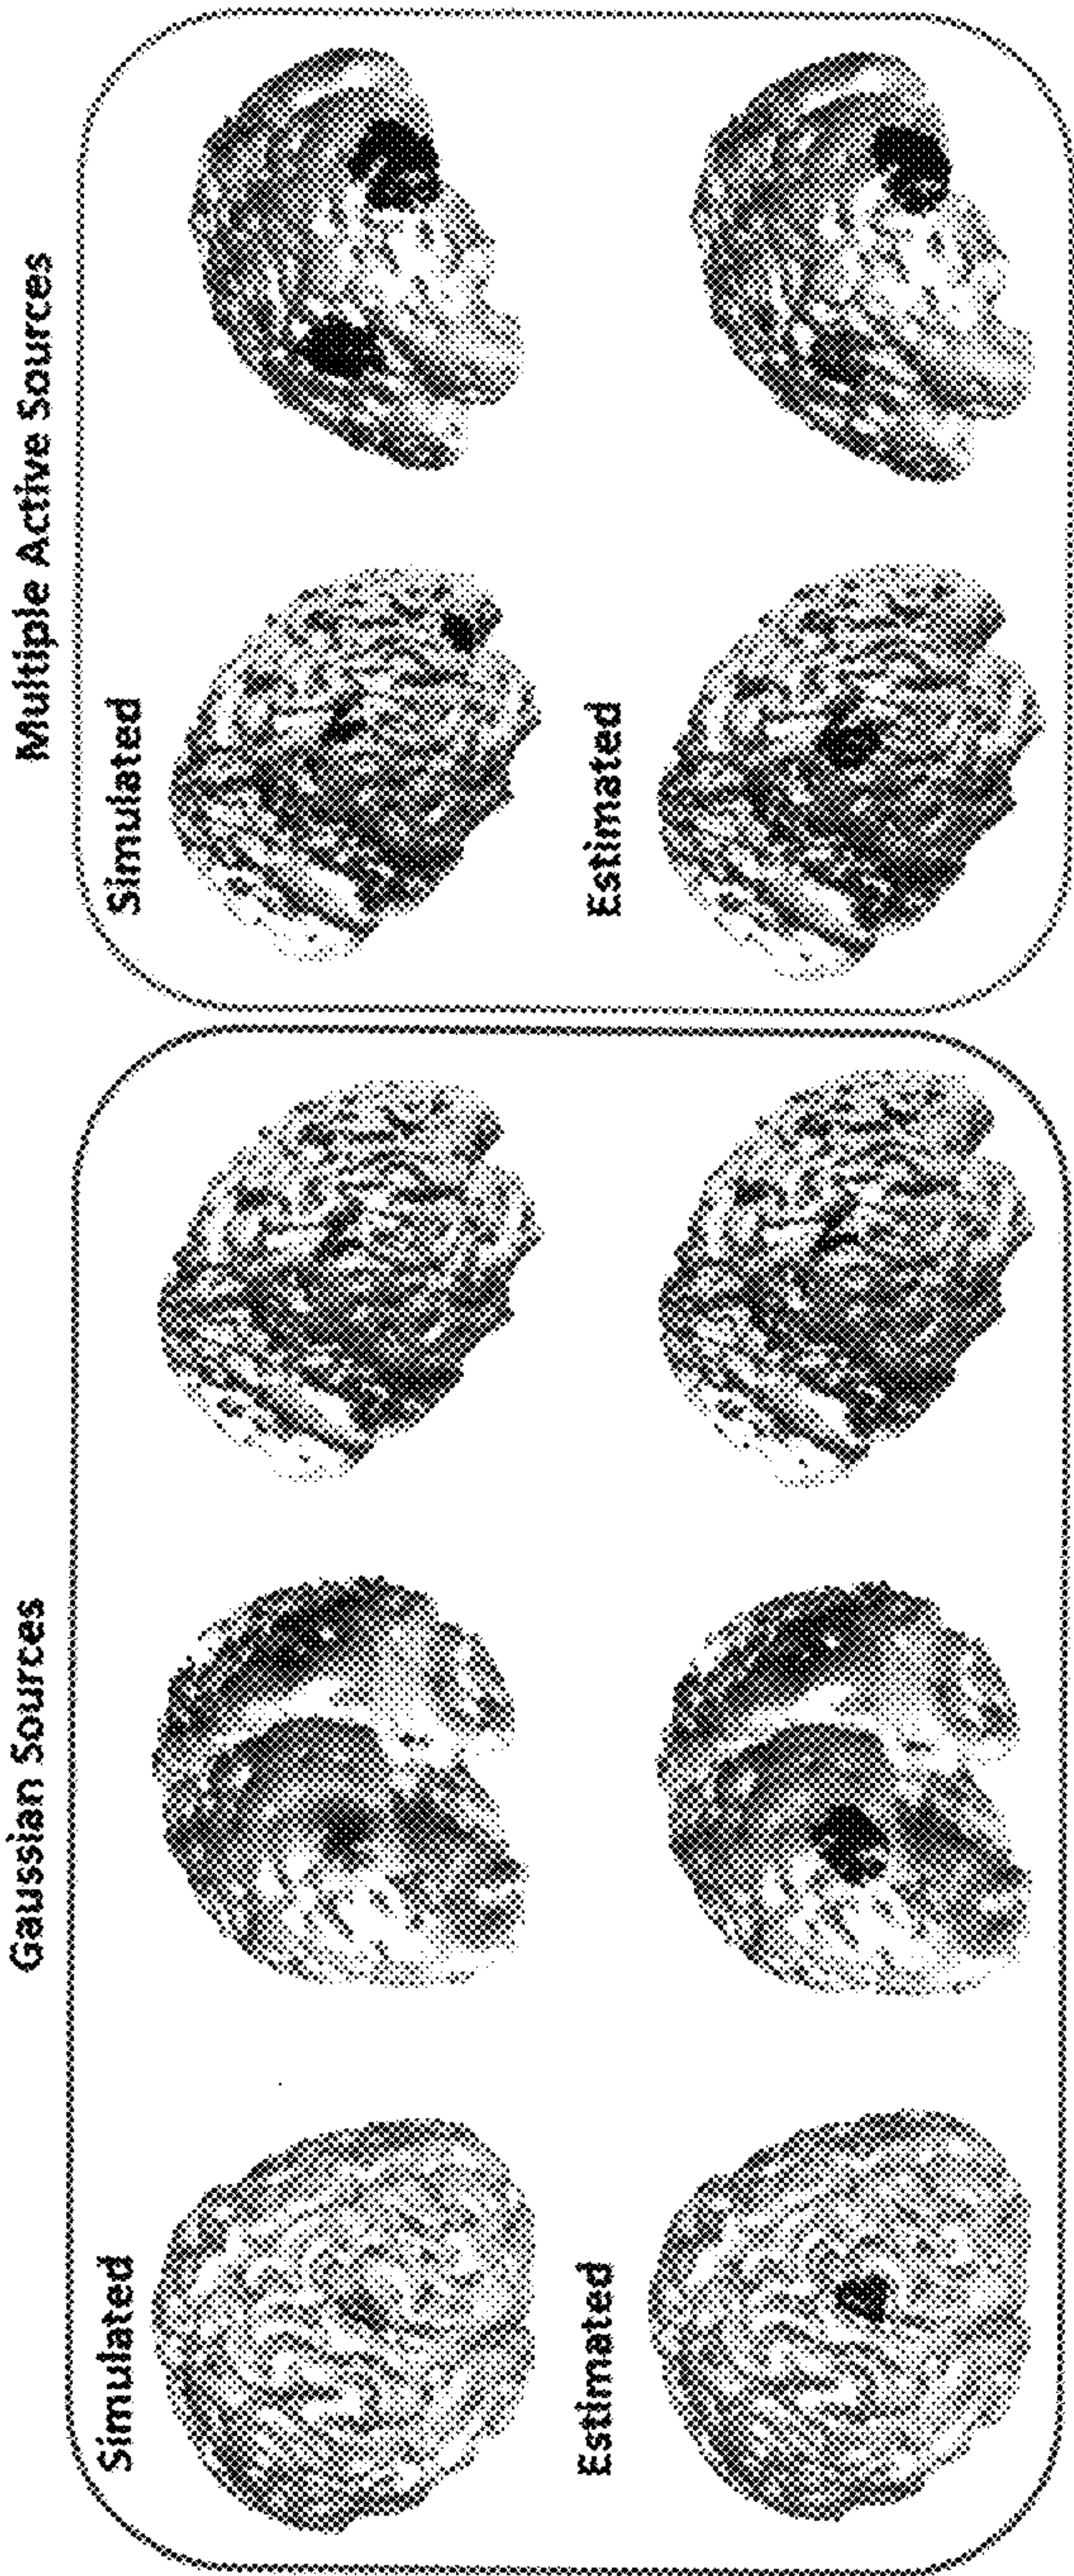 Gaussian Sources
Simulated
Estimated
Multiple Active Sources
Simulated
Estimated